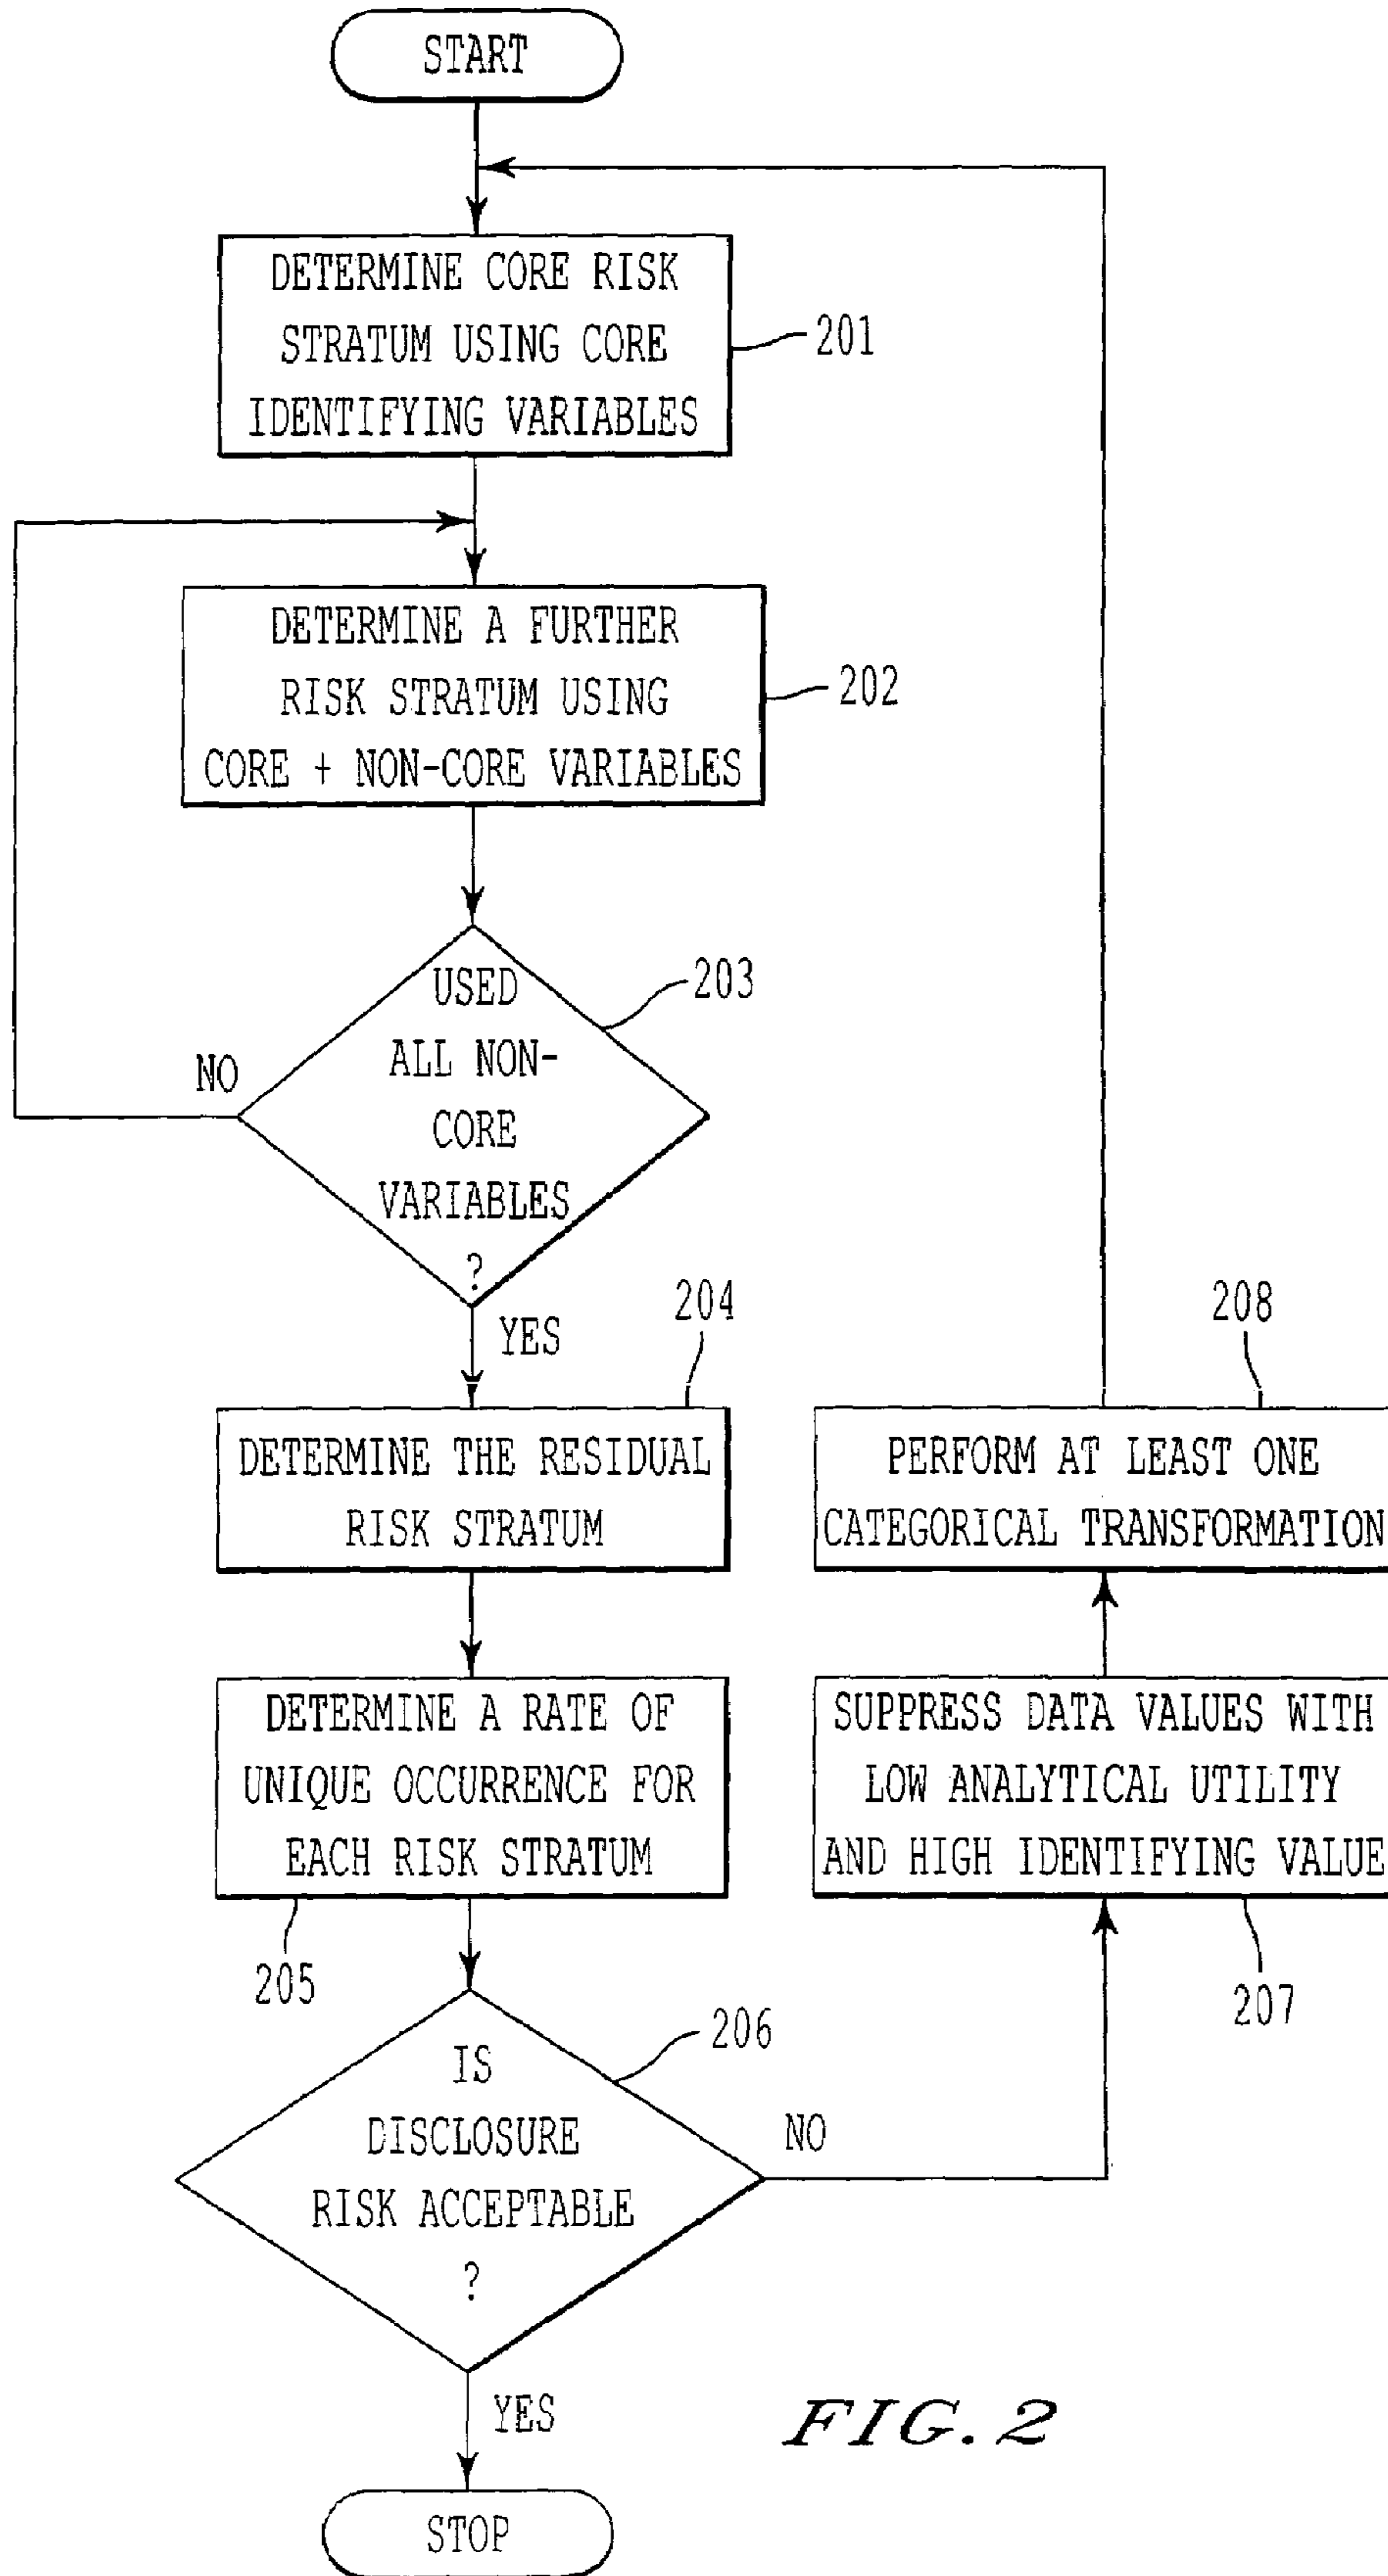 START
DETERMINE CORE RISK
STRATUM USING CORE
IDENTIFYING VARIABLES
201
DETERMINE A FURTHER
RISK STRATUM USING
CORE + NON-CORE VARIABLES
202
USED
ALL NON-
CORE
VARIABLES
?
203
NO
YES
204
DETERMINE THE RESIDUAL
RISK STRATUM
208
PERFORM AT LEAST ONE
CATEGORICAL TRANSFORMATION
DETERMINE A RATE OF
UNIQUE OCCURRENCE FOR
EACH RISK STRATUM
205
SUPPRESS DATA VALUES WITH
LOW ANALYTICAL UTILITY
AND HIGH IDENTIFYING VALUE
207
IS
DISCLOSURE
RISK ACCEPTABLE
?
206
NO
YES
STOP
FIG. 2